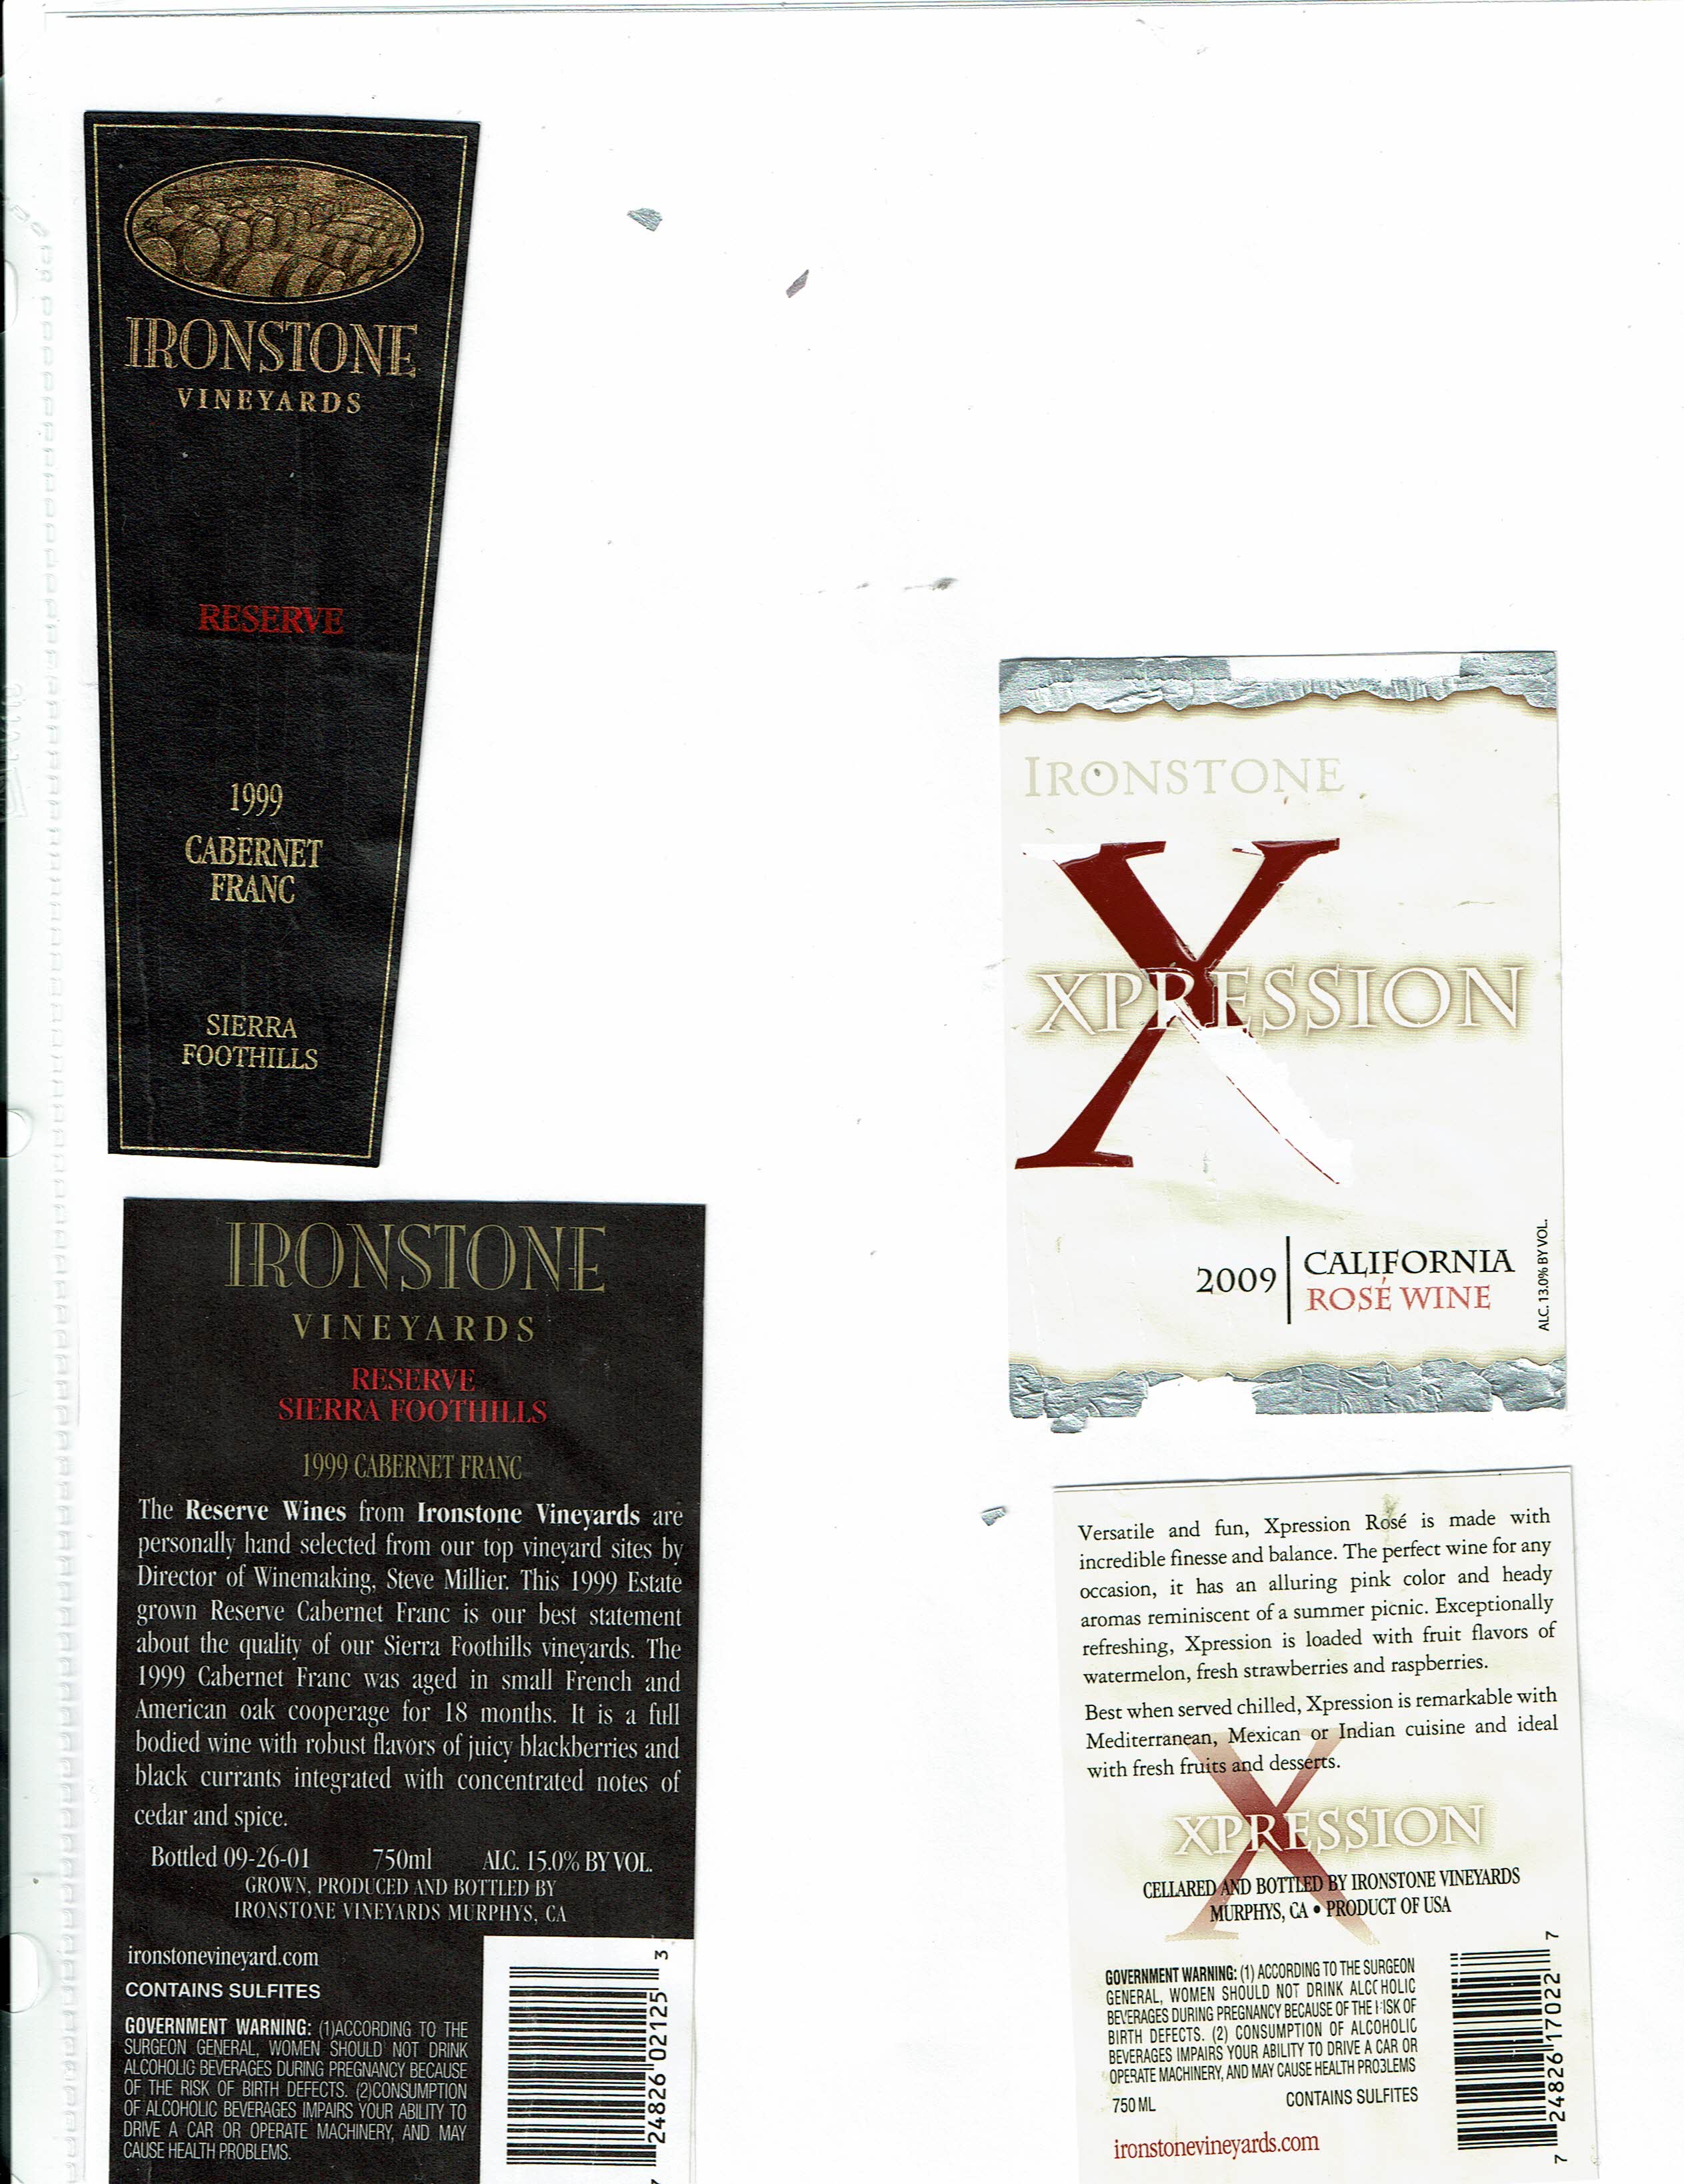 IRONSTONE
VINEYARDS
RESERVE
1999
CABERNET
FRANC
SIERRA
FOOTHILLS
IRONSTONE
VINEYARDS
RESERVE
SIERRA FOOTHILLS
1999 CABERNET FRANC
The Reserve Wines from Ironstone Vineyards are
personally hand selected from our top vineyard sites by
Director of Winemaking, Steve Millier. This 1999 Estate
grown Reserve Cabernet Franc is our best statement
about the quality of our Sierra Foothills vineyards. The
1999 Cabernet Franc was aged in small French and
American oak cooperage for 18 months. It is a full
bodied wine with robust flavors of juicy blackberries and
black currants integrated with concentrated notes of
cedar and spice.
Bottled 09-26-01 750ml ALC. 15.0% BY VOL.
GROWN, PRODUCED AND BOTTLED BY
IRONSTONE VINEYARDS MURPHYS, CA
ironstonevineyard.com
CONTAINS SULFITES
GOVERNMENT WARNING: (1)ACCORDING TO THE
SURGEON GENERAL, WOMEN SHOULD NOT DRINK
ALCOHOLIC BEVERAGES DURING PREGNANCY BECAUSE
OF THE RISK OF BIRTH DEFECTS. (2)CONSUMPTION
OF ALCOHOLIC BEVERAGES IMPAIRS YOUR ABILITY TO
DRIVE A CAR OR OPERATE MACHINERY, AND MAY
CAUSE HEALTH PROBLEMS.
24826 02125 3
IRONSTONE
X
XPRESSION
2009 CALIFORNIA
ROSÉ WINE
ALC. 13.0% BY VOL.
Versatile and fun, Xpression Rosé is made with
incredible finesse and balance. The perfect wine for any
occasion, it has an alluring pink color and heady
aromas reminiscent of a summer picnic. Exceptionally
refreshing, Xpression is loaded with fruit flavors of
watermelon, fresh strawberries and raspberries.
Best when served chilled, Xpression is remarkable with
Mediterranean, Mexican or Indian cuisine and ideal
with fresh fruits and desserts.
X
XPRESSION
CELLARED AND BOTTLED BY IRONSTONE VINEYARDS
MURPHYS, CA • PRODUCT OF USA
GOVERNMENT WARNING: (1) ACCORDING TO THE SURGEON
GENERAL, WOMEN SHOULD NOT DRINK ALCOHOLIC
BEVERAGES DURING PREGNANCY BECAUSE OF THE RISK OF
BIRTH DEFECTS. (2) CONSUMPTION OF ALCOHOLIC
BEVERAGES IMPAIRS YOUR ABILITY TO DRIVE A CAR OR
OPERATE MACHINERY, AND MAY CAUSE HEALTH PROBLEMS
750 ML CONTAINS SULFITES
ironstonevineyards.com
7 24826 17022 7